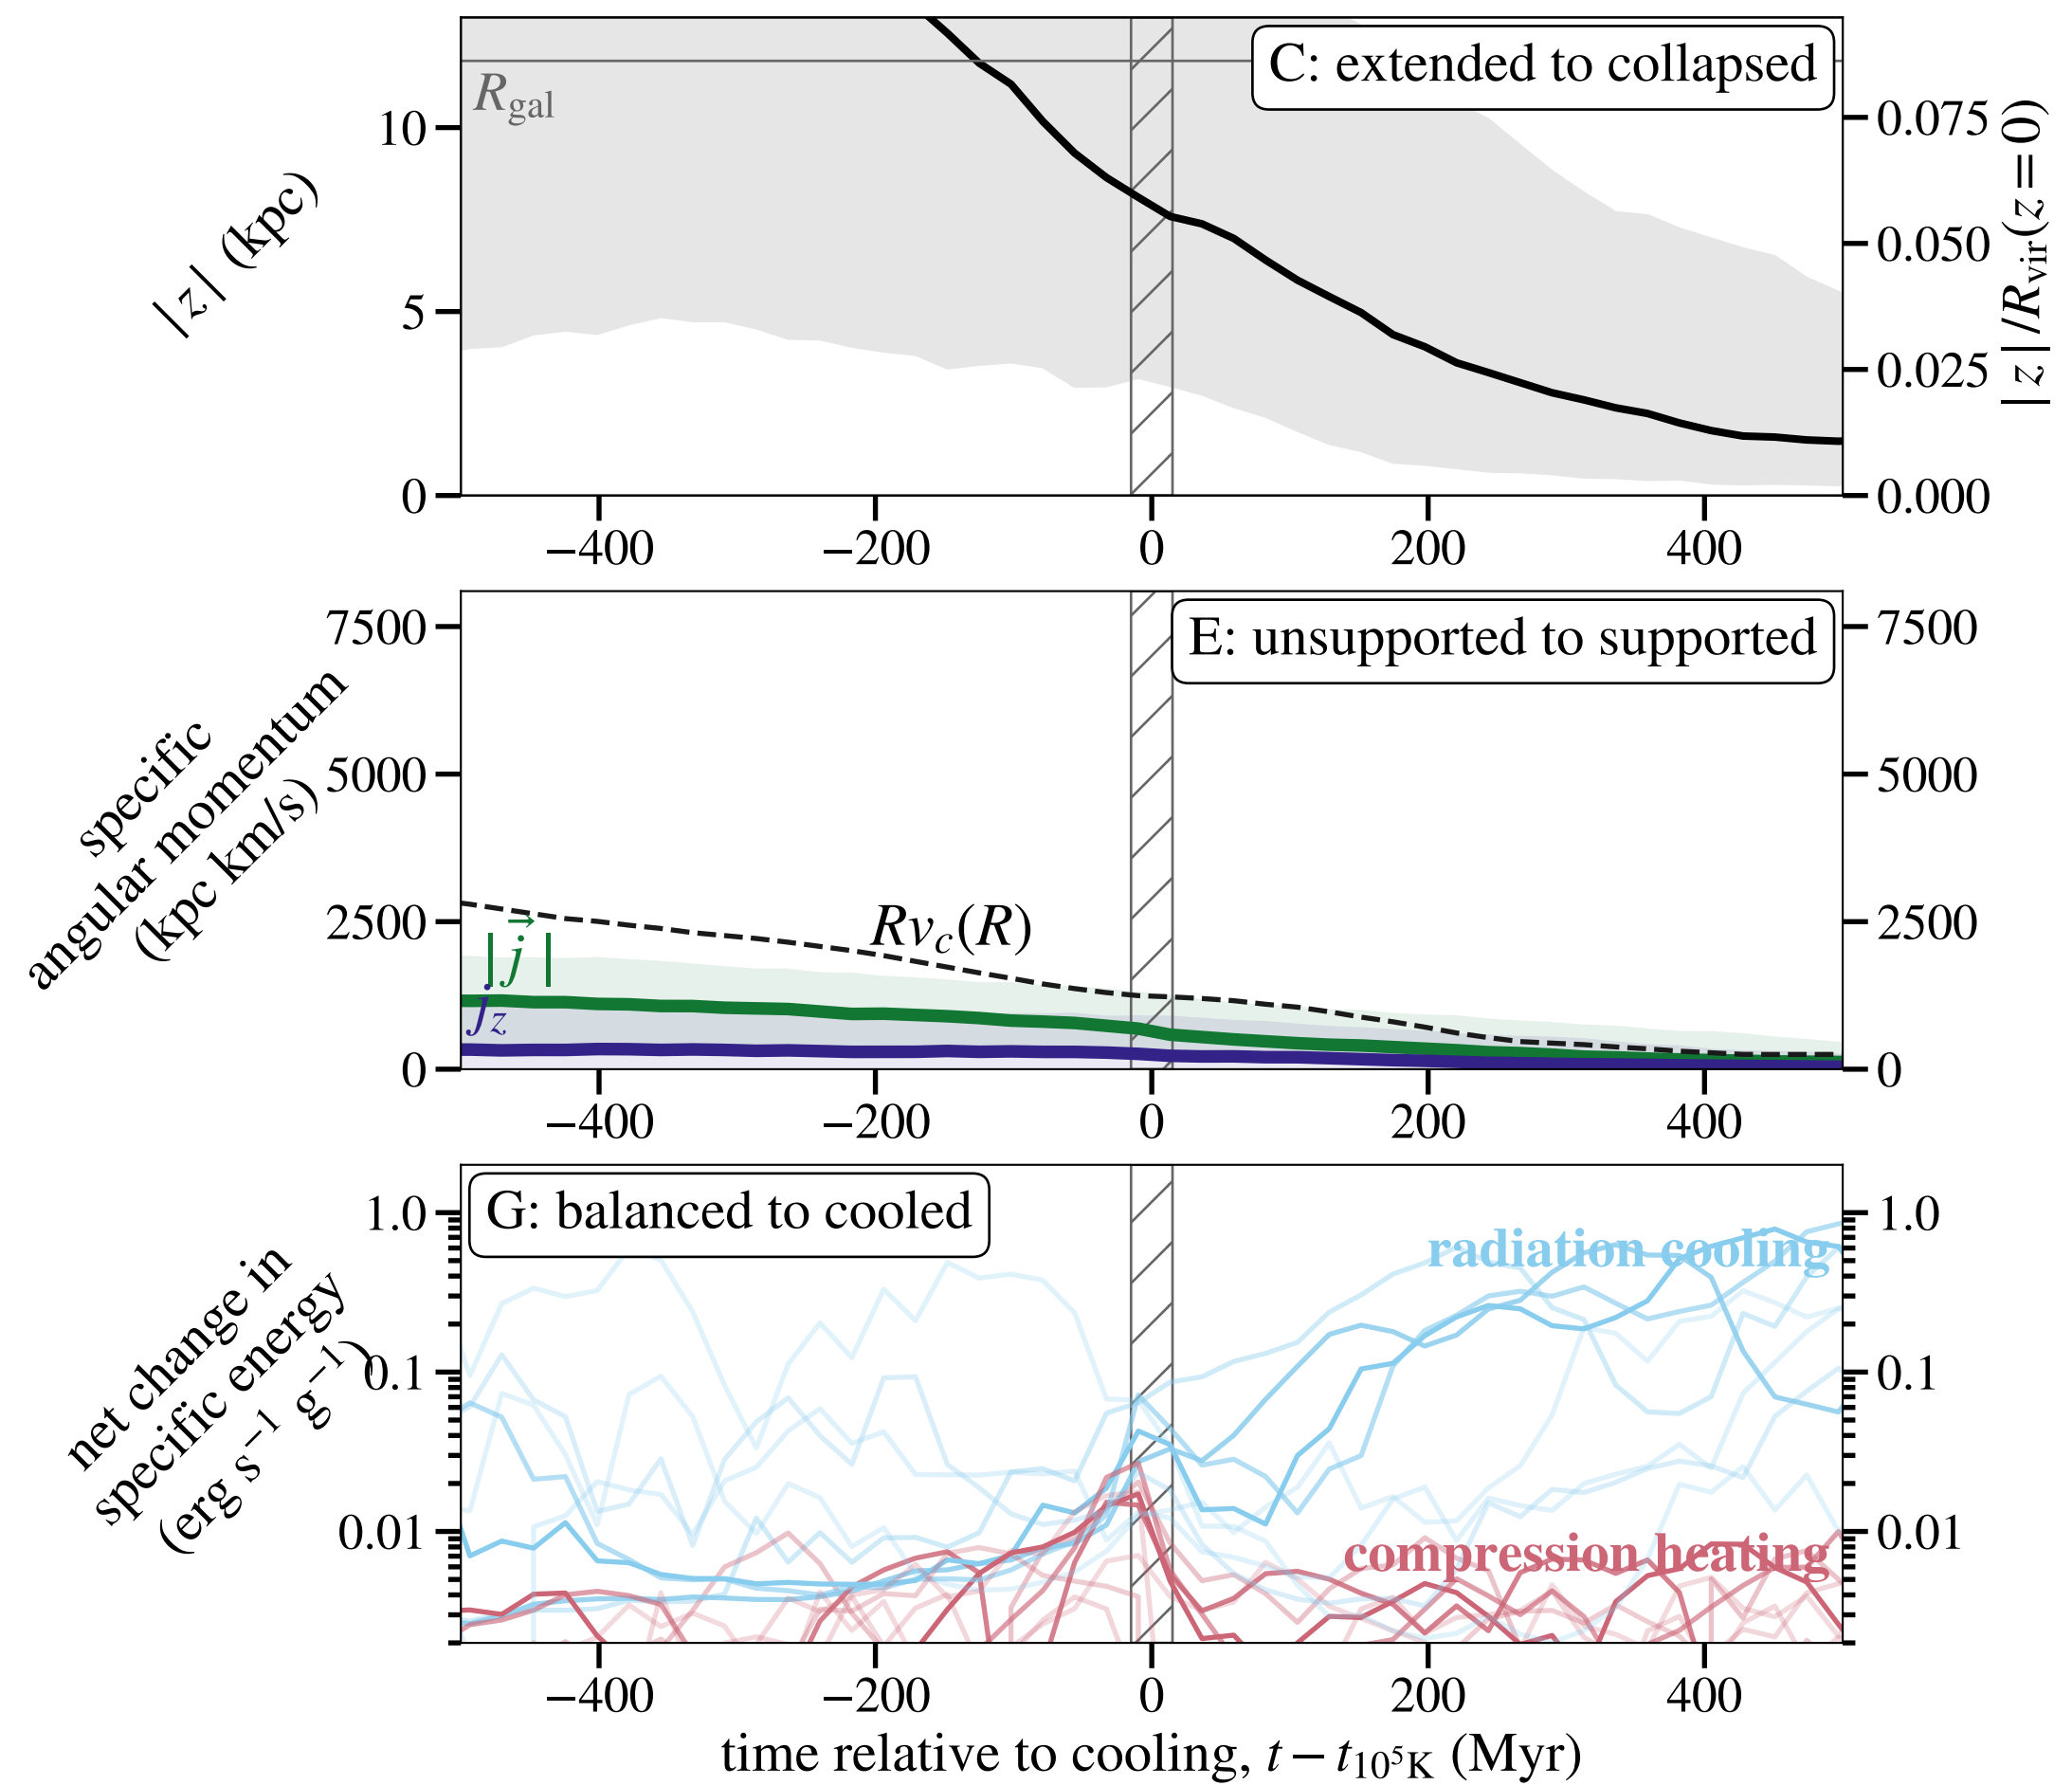 C: extended to collapsed
R_gal
|z| (kpc)
10
5
0
0.075
0.050
0.025
0.000
|z|/R_vir(z=0)
−400 −200 0 200 400
E: unsupported to supported
specific
angular momentum
(kpc km/s)
7500
5000
2500
0
7500
5000
2500
0
Rv_c(R)
|j⃗|
j_z
−400 −200 0 200 400
G: balanced to cooled
net change in
specific energy
(erg s⁻¹ g⁻¹)
1.0
0.1
0.01
1.0
0.1
0.01
radiation cooling
compression heating
−400 −200 0 200 400
time relative to cooling, t − t_10⁵K (Myr)